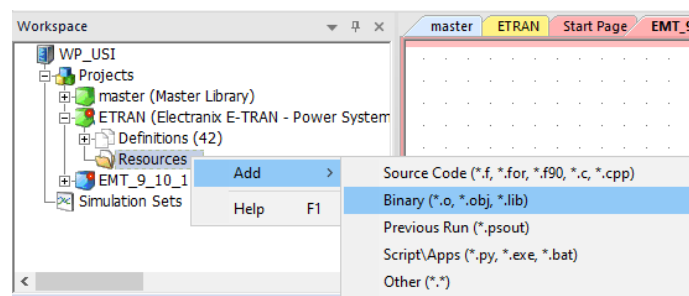 Workspace
master ETRAN Start Page EMT_9
WP_USI
Projects
master (Master Library)
ETRAN (Electranix E-TRAN - Power System
Definitions (42)
Resources
EMT_9_10_1
Simulation Sets
Add
Help F1
Source Code (*.f, *.for, *.f90, *.c, *.cpp)
Binary (*.o, *.obj, *.lib)
Previous Run (*.psout)
Script\Apps (*.py, *.exe, *.bat)
Other (*.*)